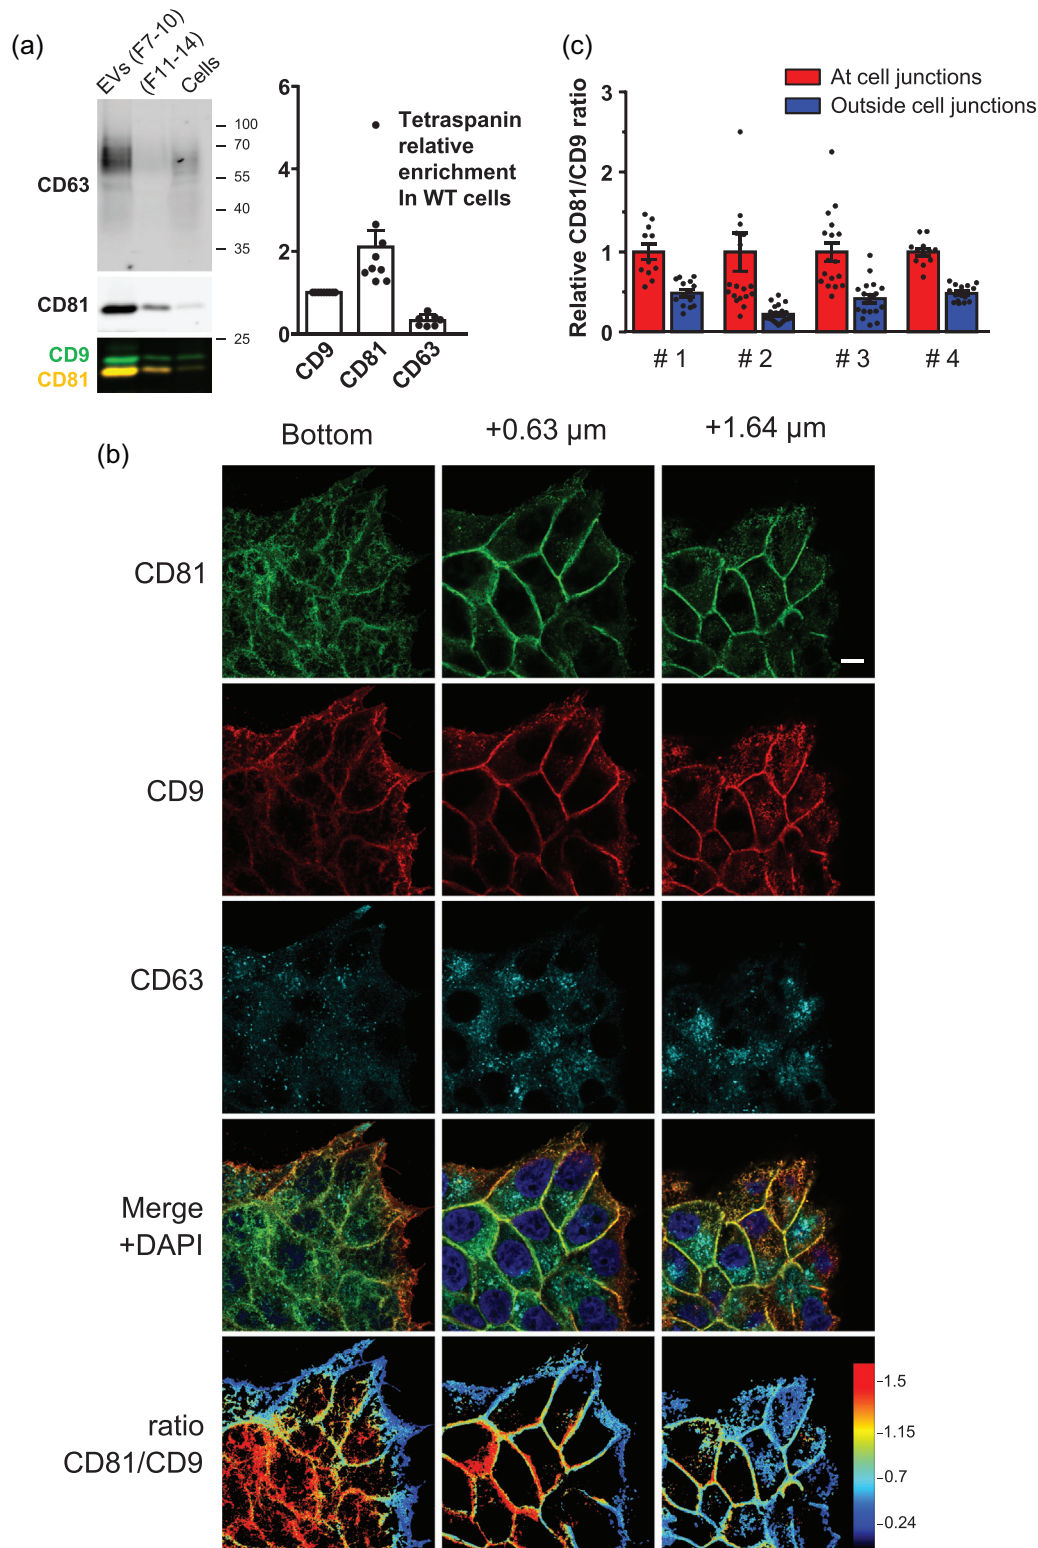 (a)
EVs (F7-10)
(F11-14)
Cells
CD63
CD81
CD9
CD81
100
70
55
40
35
25
6
4
2
0
Tetraspanin
relative
enrichment
In WT cells
CD9
CD81
CD63
(c)
At cell junctions
Outside cell junctions
Relative CD81/CD9 ratio
3
2
1
0
# 1
# 2
# 3
# 4
(b)
Bottom
+0.63 µm
+1.64 µm
CD81
CD9
CD63
Merge
+DAPI
ratio
CD81/CD9
1.5
1.15
0.7
0.24